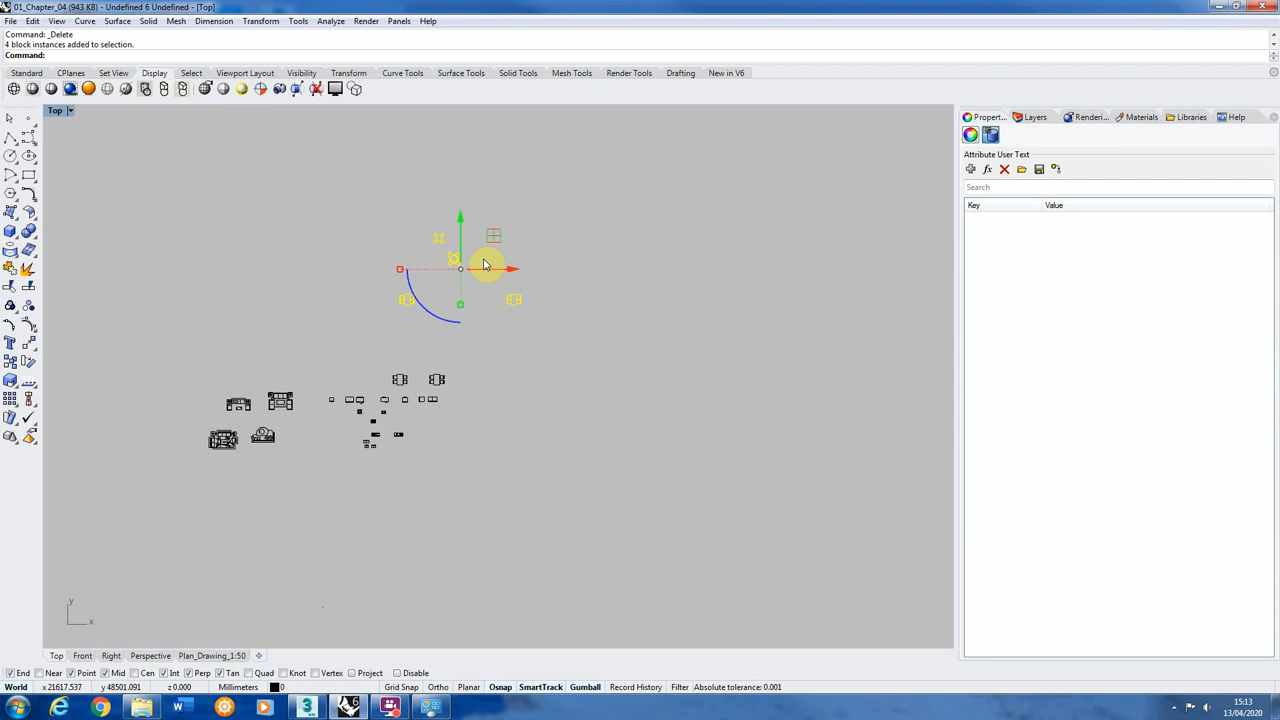 01_Chapter_04 (943 KB) - Undefined 6 Undefined - [Top]
File Edit View Curve Surface Solid Mesh Dimension Transform Tools Analyze Render Panels Help
Command: _Delete
4 block instances added to selection.
Command:
Standard CPlanes Set View Display Select Viewport Layout Visibility Transform Curve Tools Surface Tools Solid Tools Mesh Tools Render Tools Drafting New in V6
Top
Propert... Layers Renderi... Materials Libraries Help
Attribute User Text
fx
Search
Key Value
y
x
Top Front Right Perspective Plan_Drawing_1:50
End Near Point Mid Cen Int Perp Tan Quad Knot Vertex Project Disable
World x 21617.537 y 48501.091 z 0.000 Millimeters 0 Grid Snap Ortho Planar Osnap SmartTrack Gumball Record History Filter Absolute tolerance: 0.001
15:13
13/04/2020